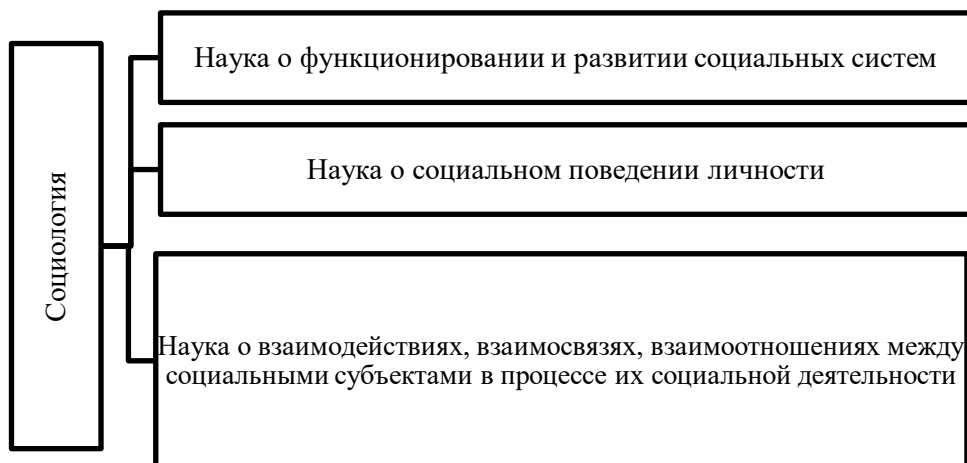 Социология
Наука о функционировании и развитии социальных систем
Наука о социальном поведении личности
Наука о взаимодействиях, взаимосвязях, взаимоотношениях между
социальными субъектами в процессе их социальной деятельности